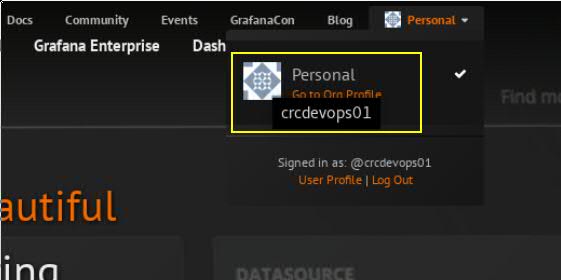 Docs Community Events GrafanaCon Blog Personal
Grafana Enterprise Dash
Personal
Go to Org Profile
Find mo
crcdevops01
Signed in as: @crcdevops01
User Profile | Log Out
autiful
ing
DATASOURCE